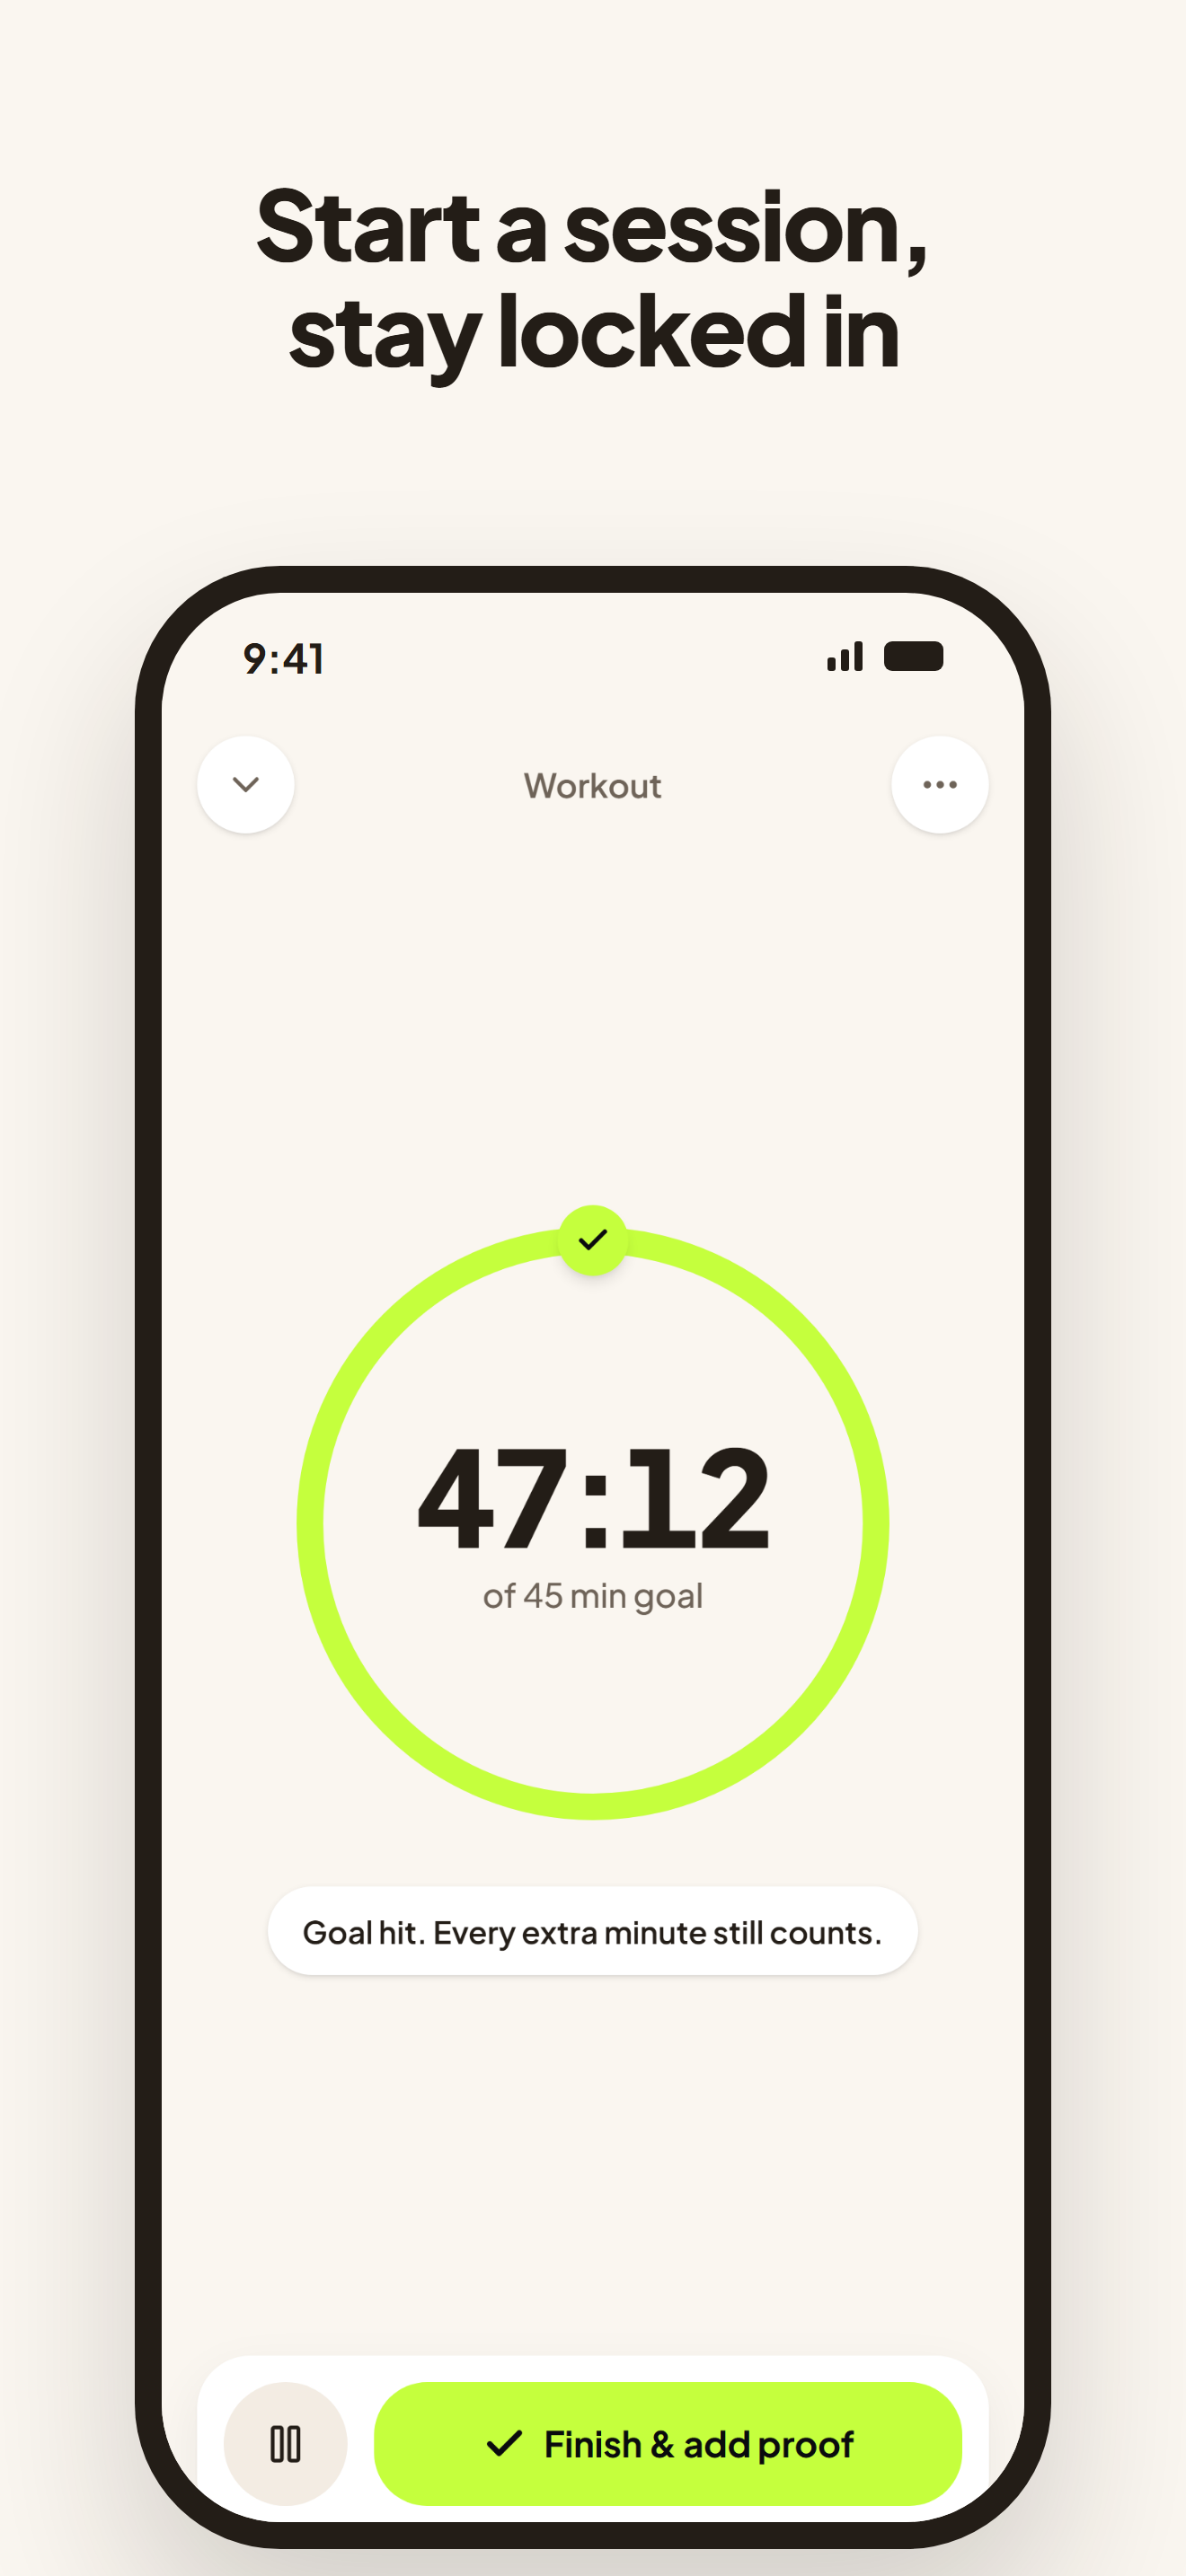 Start a session,
stay locked in
9:41
Workout
47:12
of 45 min goal
Goal hit. Every extra minute still counts.
Finish & add proof